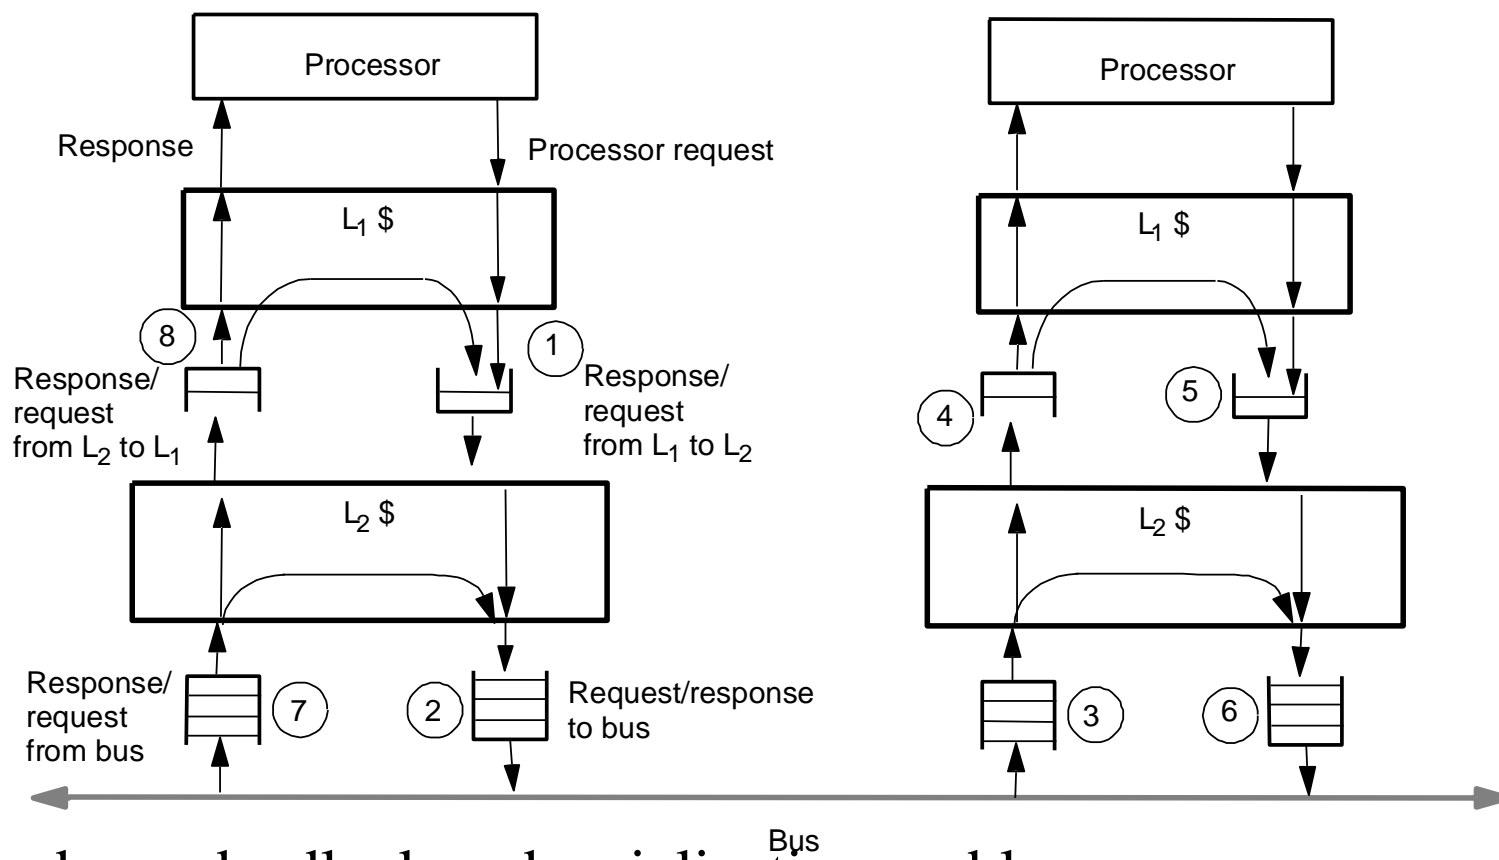 Processor
Processor
Response
Processor request
L1 $
L1 $
8
1
Response/
request
from L2 to L1
Response/
request
from L1 to L2
4
5
L2 $
L2 $
Response/
request
from bus
7
2
Request/response
to bus
3
6
Bus